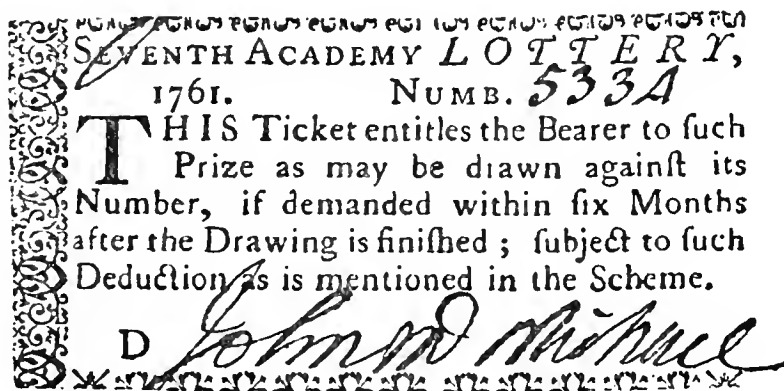 SEVENTH ACADEMY LOTTERY,
1761. NUMB. 5334
THIS Ticket entitles the Bearer to ſuch
Prize as may be drawn againſt its
Number, if demanded within ſix Months
after the Drawing is finiſhed ; ſubject to ſuch
Deduction as is mentioned in the Scheme.
D John